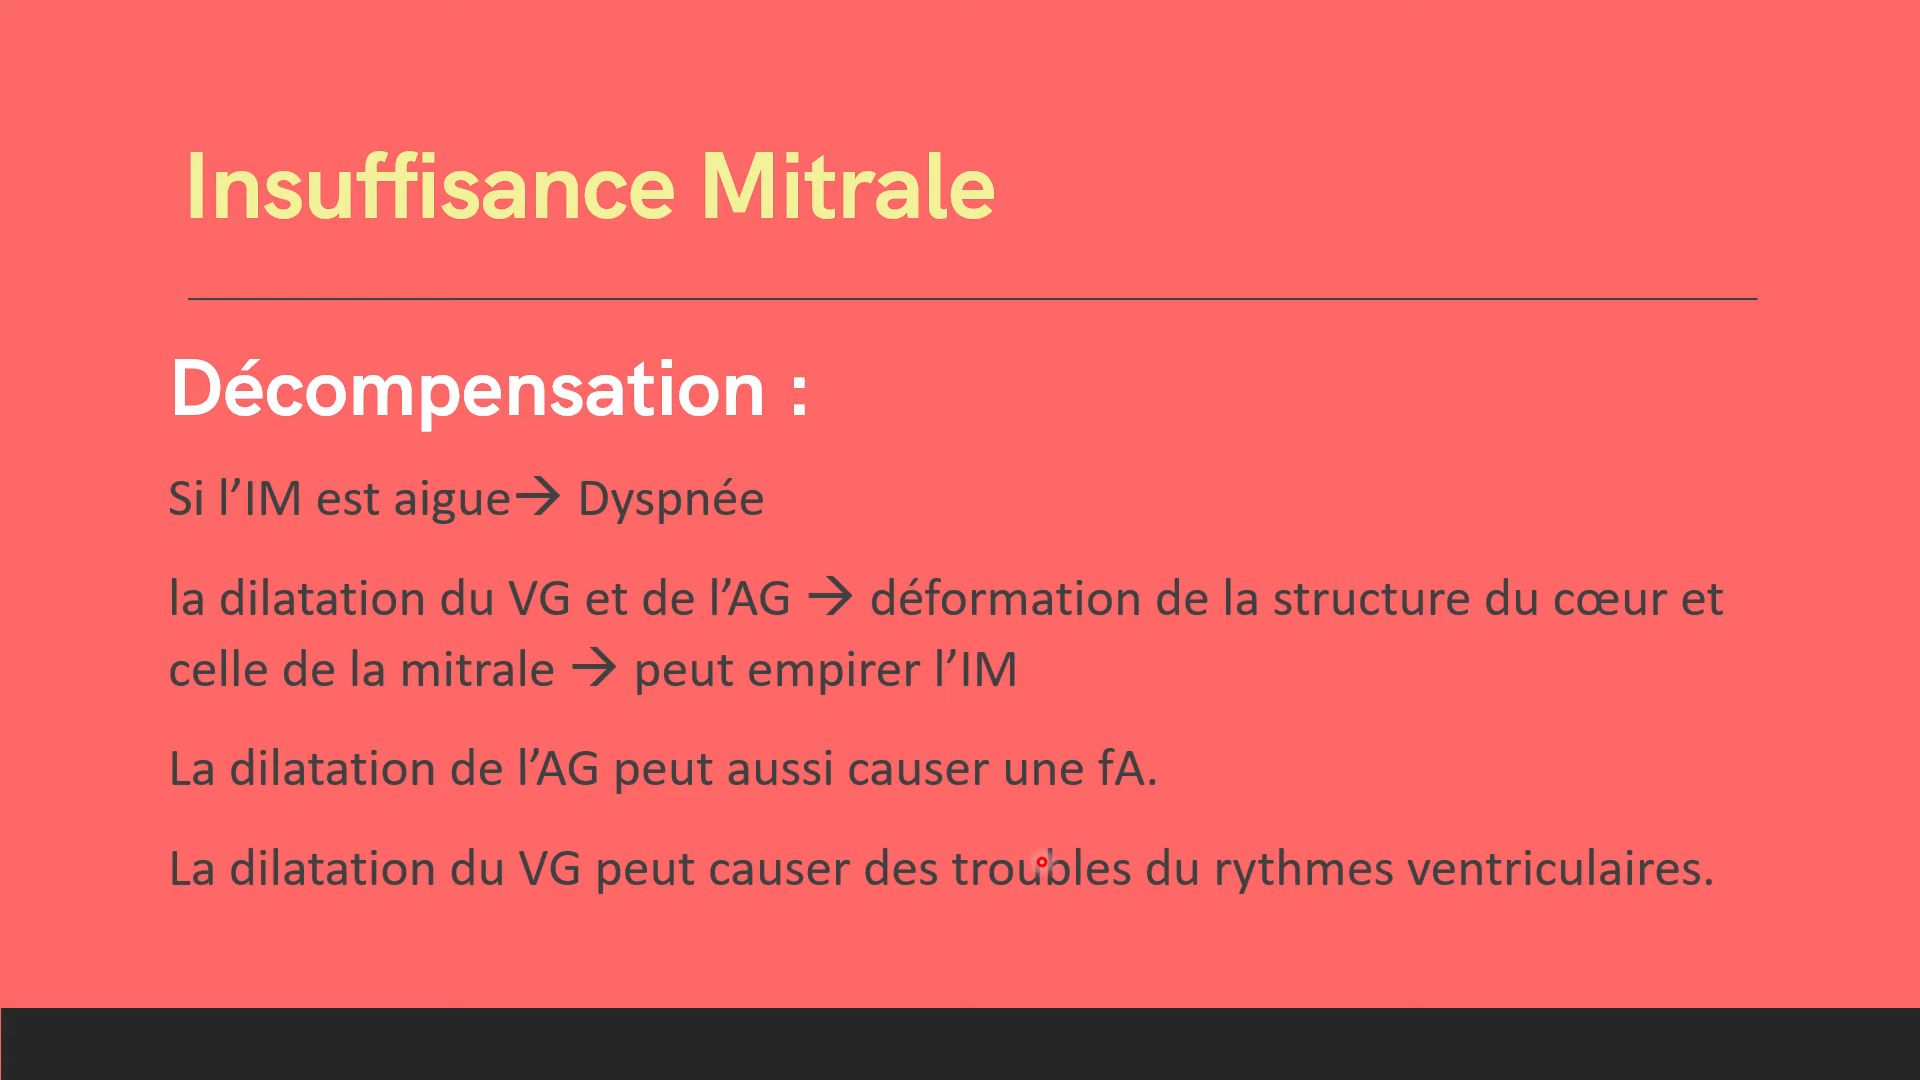 Insuffisance Mitrale
Décompensation :
Si l’IM est aigue→ Dyspnée
la dilatation du VG et de l’AG → déformation de la structure du cœur et
celle de la mitrale → peut empirer l’IM
La dilatation de l’AG peut aussi causer une fA.
La dilatation du VG peut causer des troubles du rythmes ventriculaires.